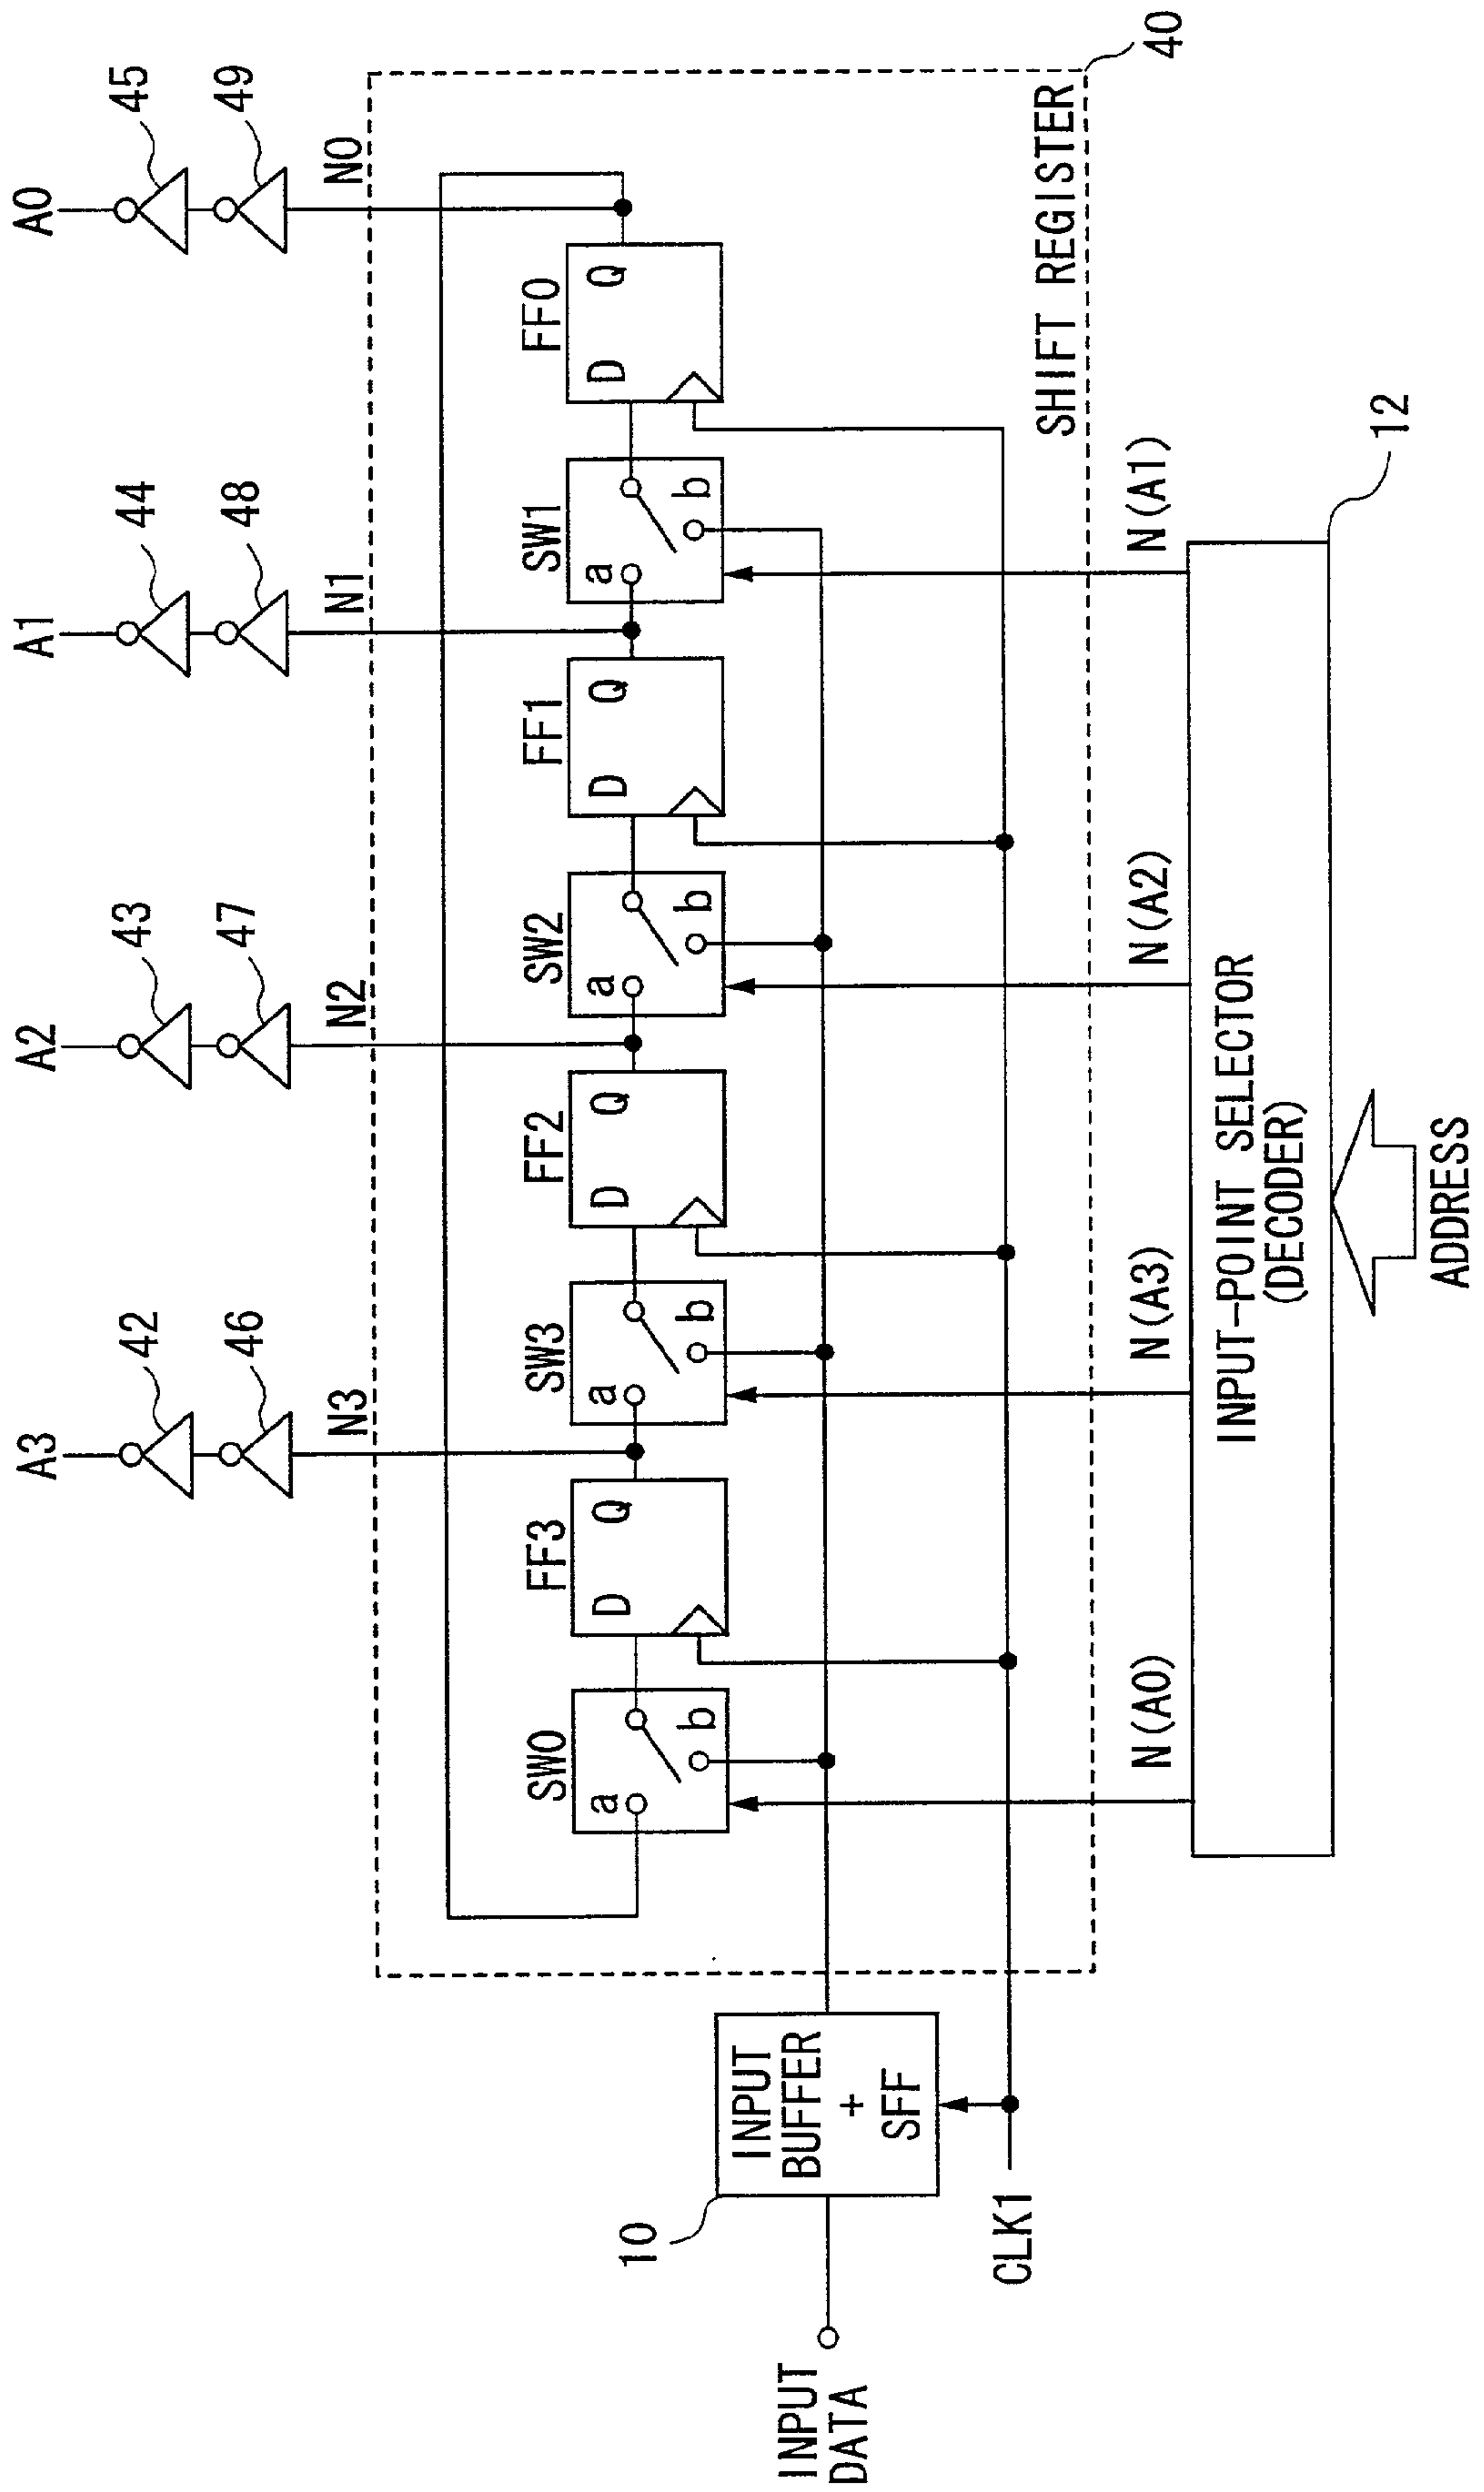 A3
A2
A1
A0
42
43
44
45
46
47
48
49
N3
N2
N1
N0
SW0
FF3
SW3
FF2
SW2
FF1
SW1
FF0
a
b
D
Q
a
b
D
Q
a
b
D
Q
a
b
D
Q
10
INPUT
BUFFER
+
SFF
INPUT
DATA
CLK1
SHIFT REGISTER
40
N(A0)
N(A3)
N(A2)
N(A1)
INPUT-POINT SELECTOR
(DECODER)
12
ADDRESS